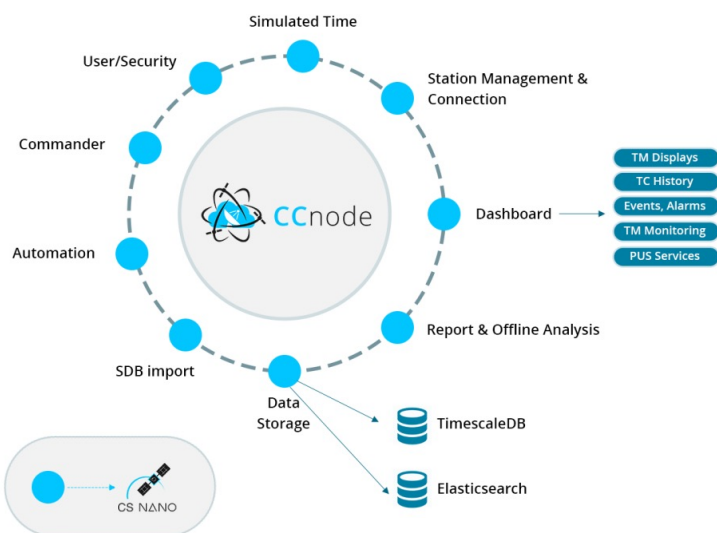 Simulated Time
User/Security
Station Management &
Connection
Commander
TM Displays
TC History
Events, Alarms
TM Monitoring
PUS Services
CCnode
Dashboard
Automation
Report & Offline Analysis
SDB import
Data
Storage
TimescaleDB
Elasticsearch
CS NANO